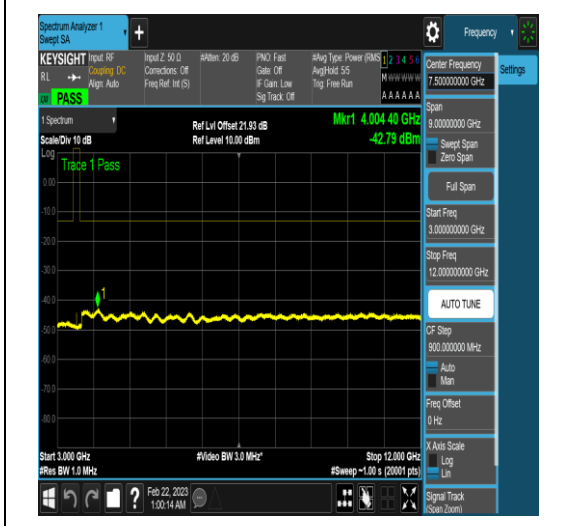 Spectrum Analyzer 1
Swept SA
+
Frequency
KEYSIGHT
Input: RF
Input Z: 50 Ω
#Atten: 20 dB
PNO: Fast
#Avg Type: Power (RMS)
1 2 3 4 5 6
R L
Coupling: DC
Corrections: Off
Gate: Off
Avg|Hold: 5/5
M W W W W W
Align: Auto
Freq Ref: Int (S)
IF Gain: Low
Trig: Free Run
PASS
Sig Track: Off
A A A A A A
Settings
Center Frequency
7.500000000 GHz
Span
9.00000000 GHz
Swept Span
Zero Span
Full Span
Start Freq
3.000000000 GHz
Stop Freq
12.000000000 GHz
AUTO TUNE
CF Step
900.000000 MHz
Auto
Man
Freq Offset
0 Hz
X Axis Scale
Log
Lin
Signal Track
(Span Zoom)
1 Spectrum
Scale/Div 10 dB
Ref Lvl Offset 21.93 dB
Ref Level 10.00 dBm
Mkr1 4.004 40 GHz
-42.79 dBm
Log
Trace 1 Pass
0.00
-10.0
-20.0
-30.0
-40.0
-50.0
-60.0
-70.0
-80.0
1
Start 3.000 GHz
#Video BW 3.0 MHz*
Stop 12.000 GHz
#Res BW 1.0 MHz
#Sweep ~1.00 s (20001 pts)
?
Feb 22, 2023
1:00:14 AM